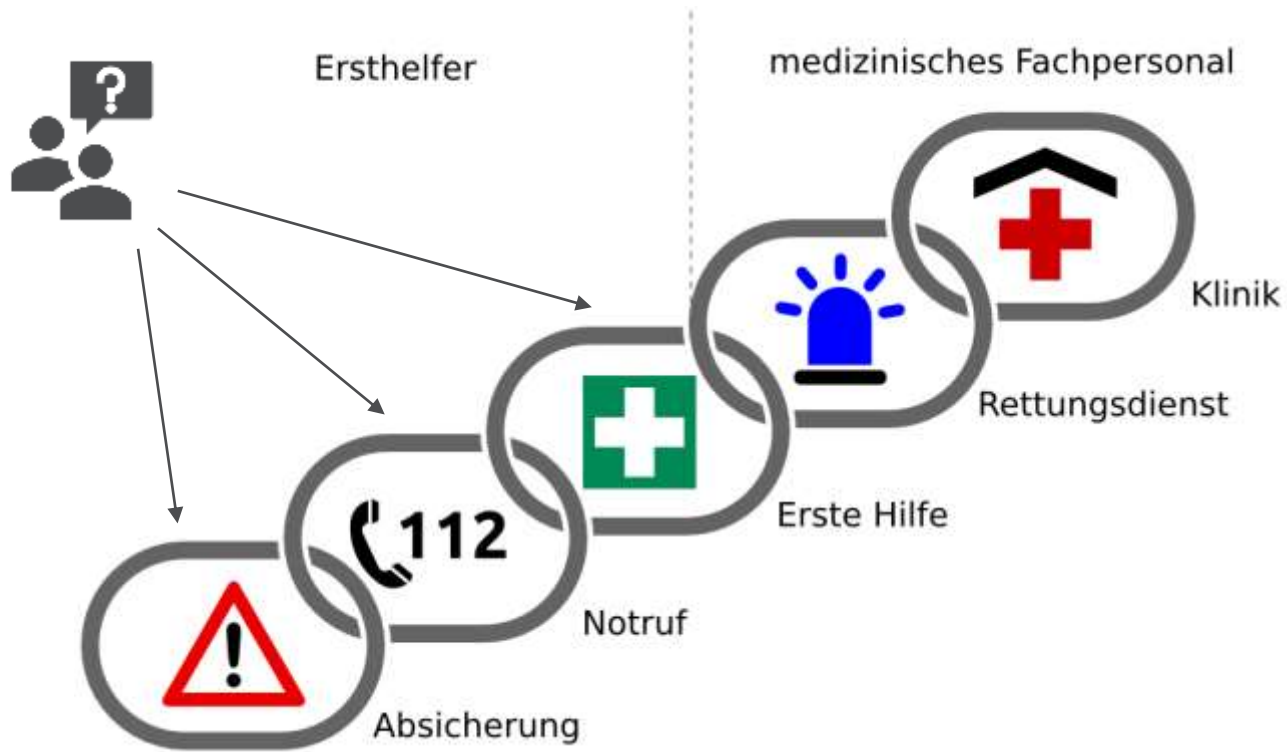 ?
Ersthelfer
medizinisches Fachpersonal
Klinik
Rettungsdienst
Erste Hilfe
112
Notruf
!
Absicherung